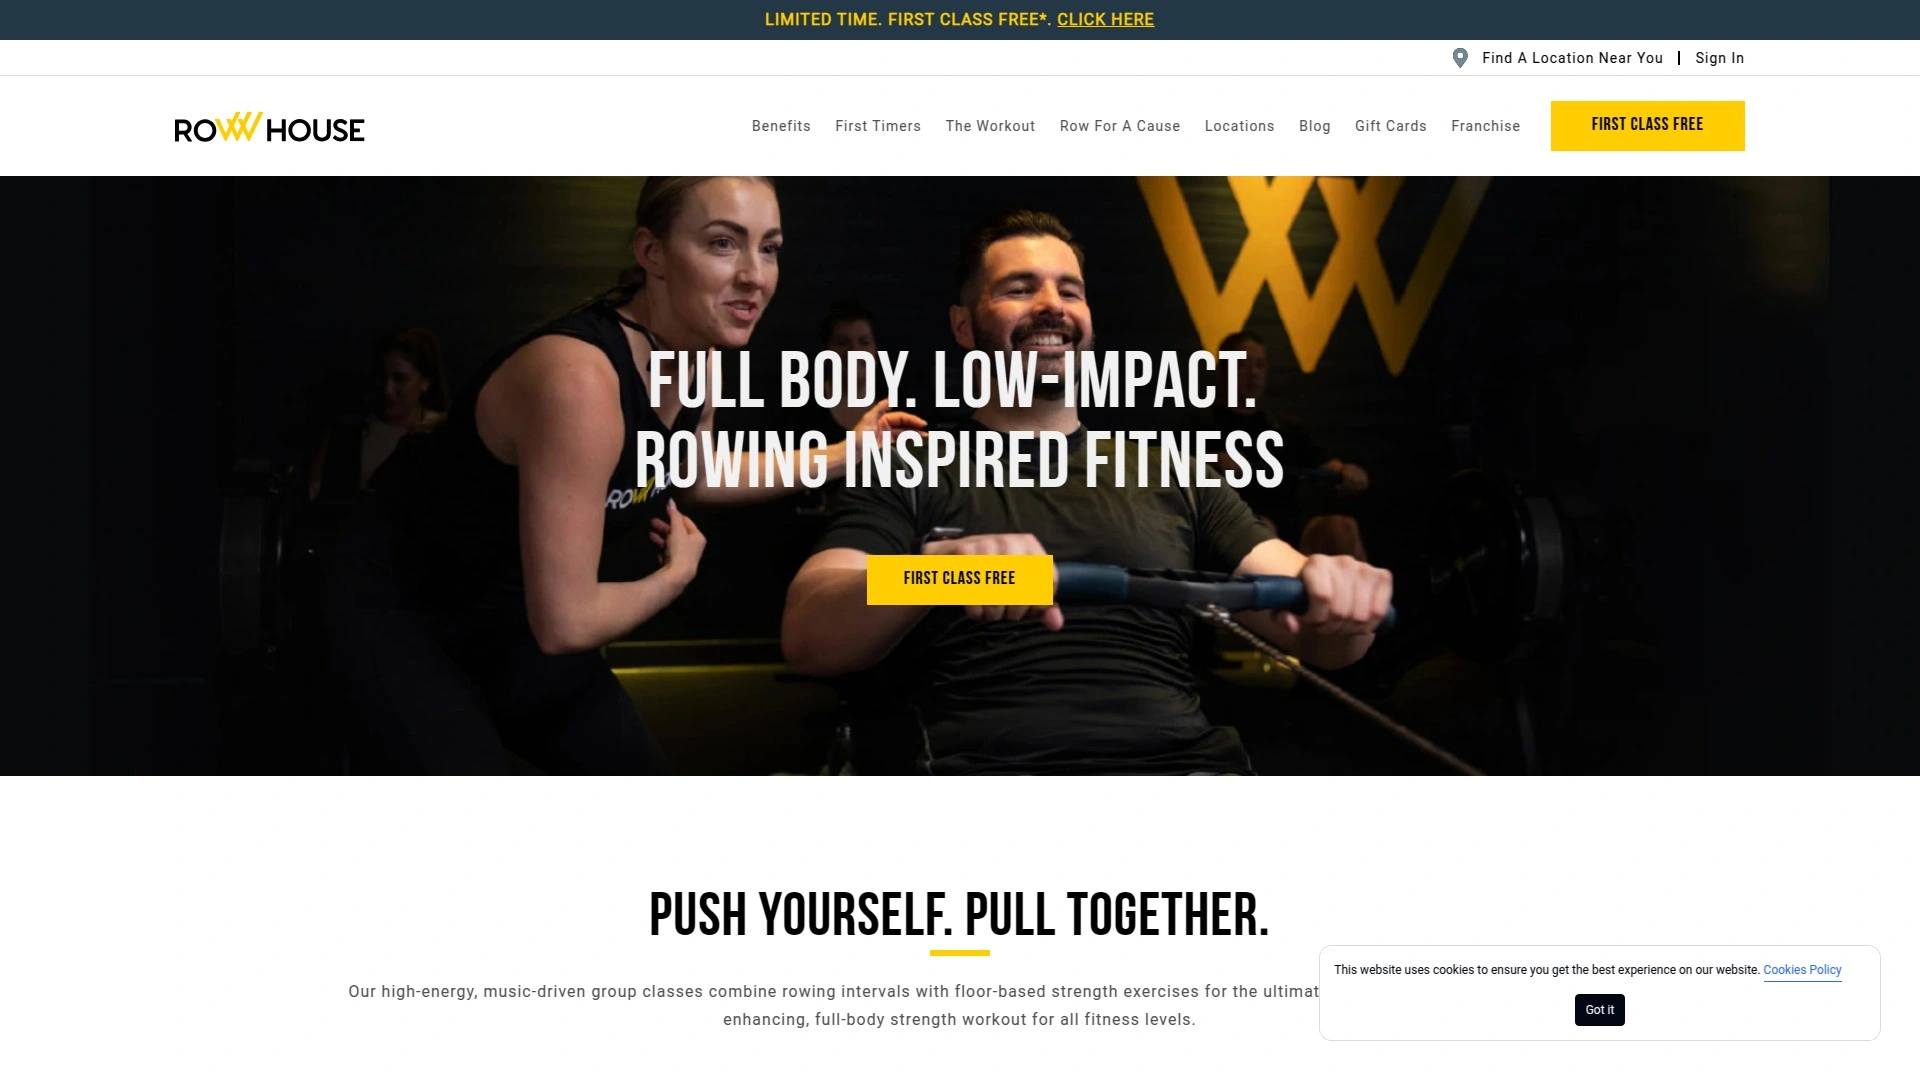 LIMITED TIME. FIRST CLASS FREE*. CLICK HERE
Find A Location Near You | Sign In
ROW HOUSE
Benefits First Timers The Workout Row For A Cause Locations Blog Gift Cards Franchise FIRST CLASS FREE
FULL BODY. LOW-IMPACT.
ROWING INSPIRED FITNESS
FIRST CLASS FREE
PUSH YOURSELF. PULL TOGETHER.
Our high-energy, music-driven group classes combine rowing intervals with floor-based strength exercises for the
enhancing, full-body strength workout for all fitness levels.
This website uses cookies to ensure you get the best experience on our website. Cookies Policy
Got it